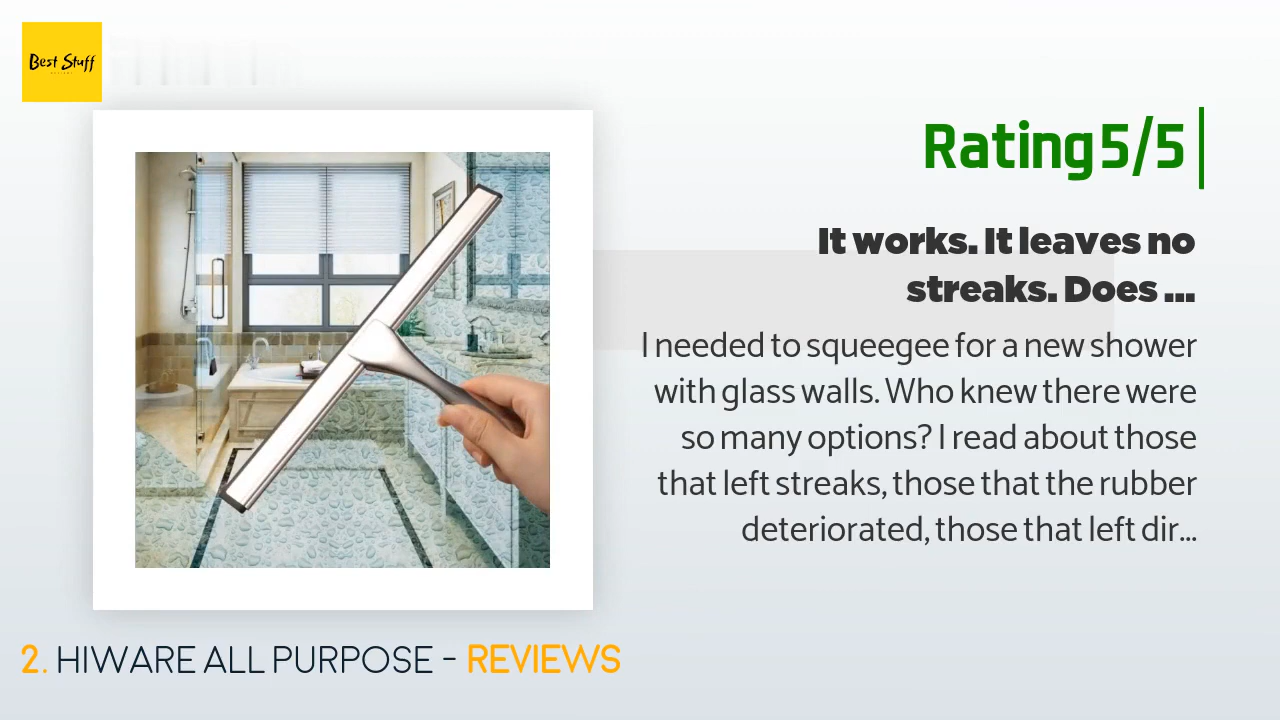 Best Stuff
Rating 5/5
It works. It leaves no
streaks. Does ...
I needed to squeegee for a new shower
with glass walls. Who knew there were
so many options? I read about those
that left streaks, those that the rubber
deteriorated, those that left dir...
2. HIWARE ALL PURPOSE - REVIEWS